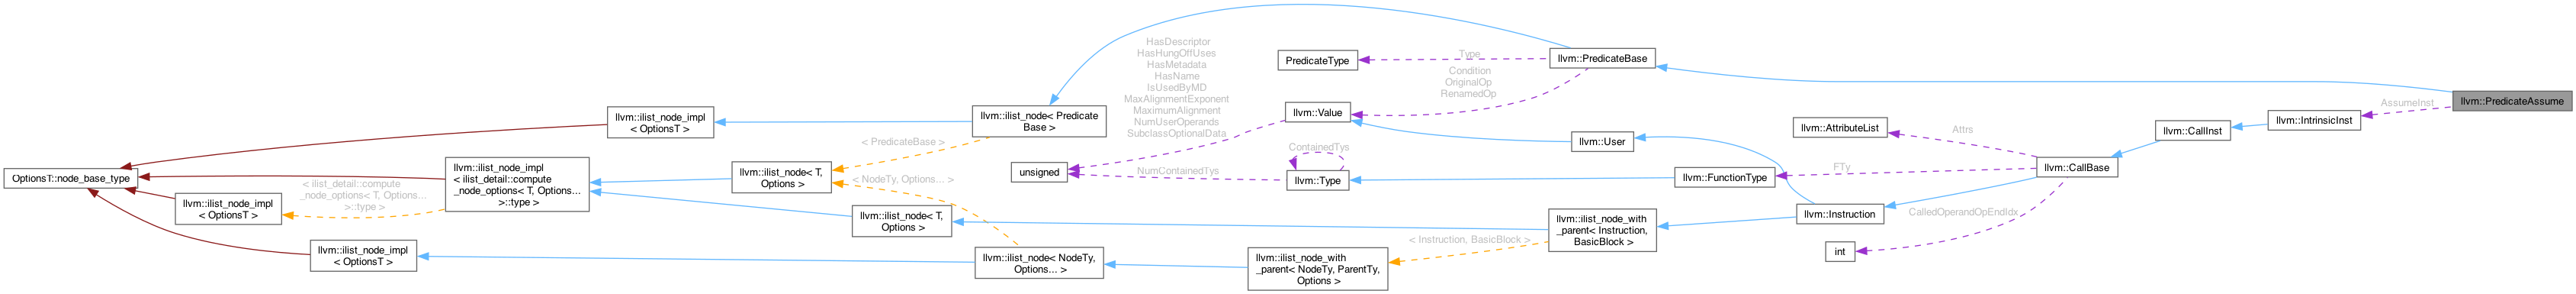 OptionsT::node_base_type
llvm::ilist_node_impl
< OptionsT >
< ilist_detail::compute
_node_options< T, Options...
>::type >
llvm::ilist_node_impl
< OptionsT >
llvm::ilist_node_impl
< ilist_detail::compute
_node_options< T, Options...
>::type >
llvm::ilist_node_impl
< OptionsT >
llvm::ilist_node< T,
Options >
< PredicateBase >
< NodeTy, Options... >
llvm::ilist_node< T,
Options >
llvm::ilist_node< Predicate
Base >
llvm::ilist_node< NodeTy,
Options... >
unsigned
HasDescriptor
HasHungOffUses
HasMetadata
HasName
IsUsedByMD
MaxAlignmentExponent
MaximumAlignment
NumUserOperands
SubclassOptionalData
NumContainedTys
PredicateType
llvm::Value
ContainedTys
llvm::Type
llvm::ilist_node_with
_parent< NodeTy, ParentTy,
Options >
Type
Condition
OriginalOp
RenamedOp
< Instruction, BasicBlock >
llvm::PredicateBase
llvm::User
llvm::FunctionType
llvm::ilist_node_with
_parent< Instruction,
BasicBlock >
llvm::AttributeList
llvm::Instruction
int
Attrs
FTy
CalledOperandOpEndIdx
llvm::CallBase
llvm::CallInst
llvm::IntrinsicInst
AssumeInst
llvm::PredicateAssume
llvm::ilist_node_impl
< OptionsT >